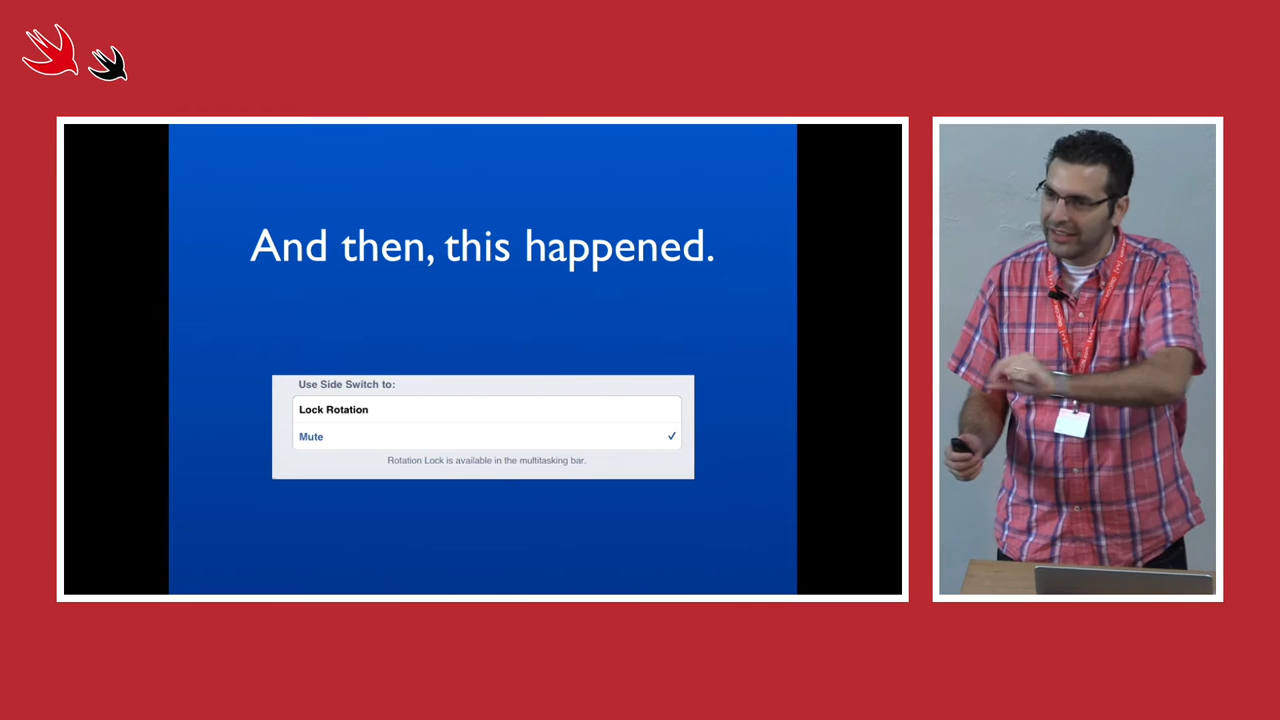 And then, this happened.
Use Side Switch to:
Lock Rotation
Mute
Rotation Lock is available in the multitasking bar.